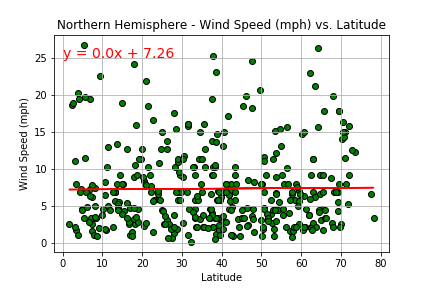 Northern Hemisphere - Wind Speed (mph) vs. Latitude
y = 0.0x + 7.26
Wind Speed (mph)
25
20
15
10
5
0
0 10 20 30 40 50 60 70 80
Latitude